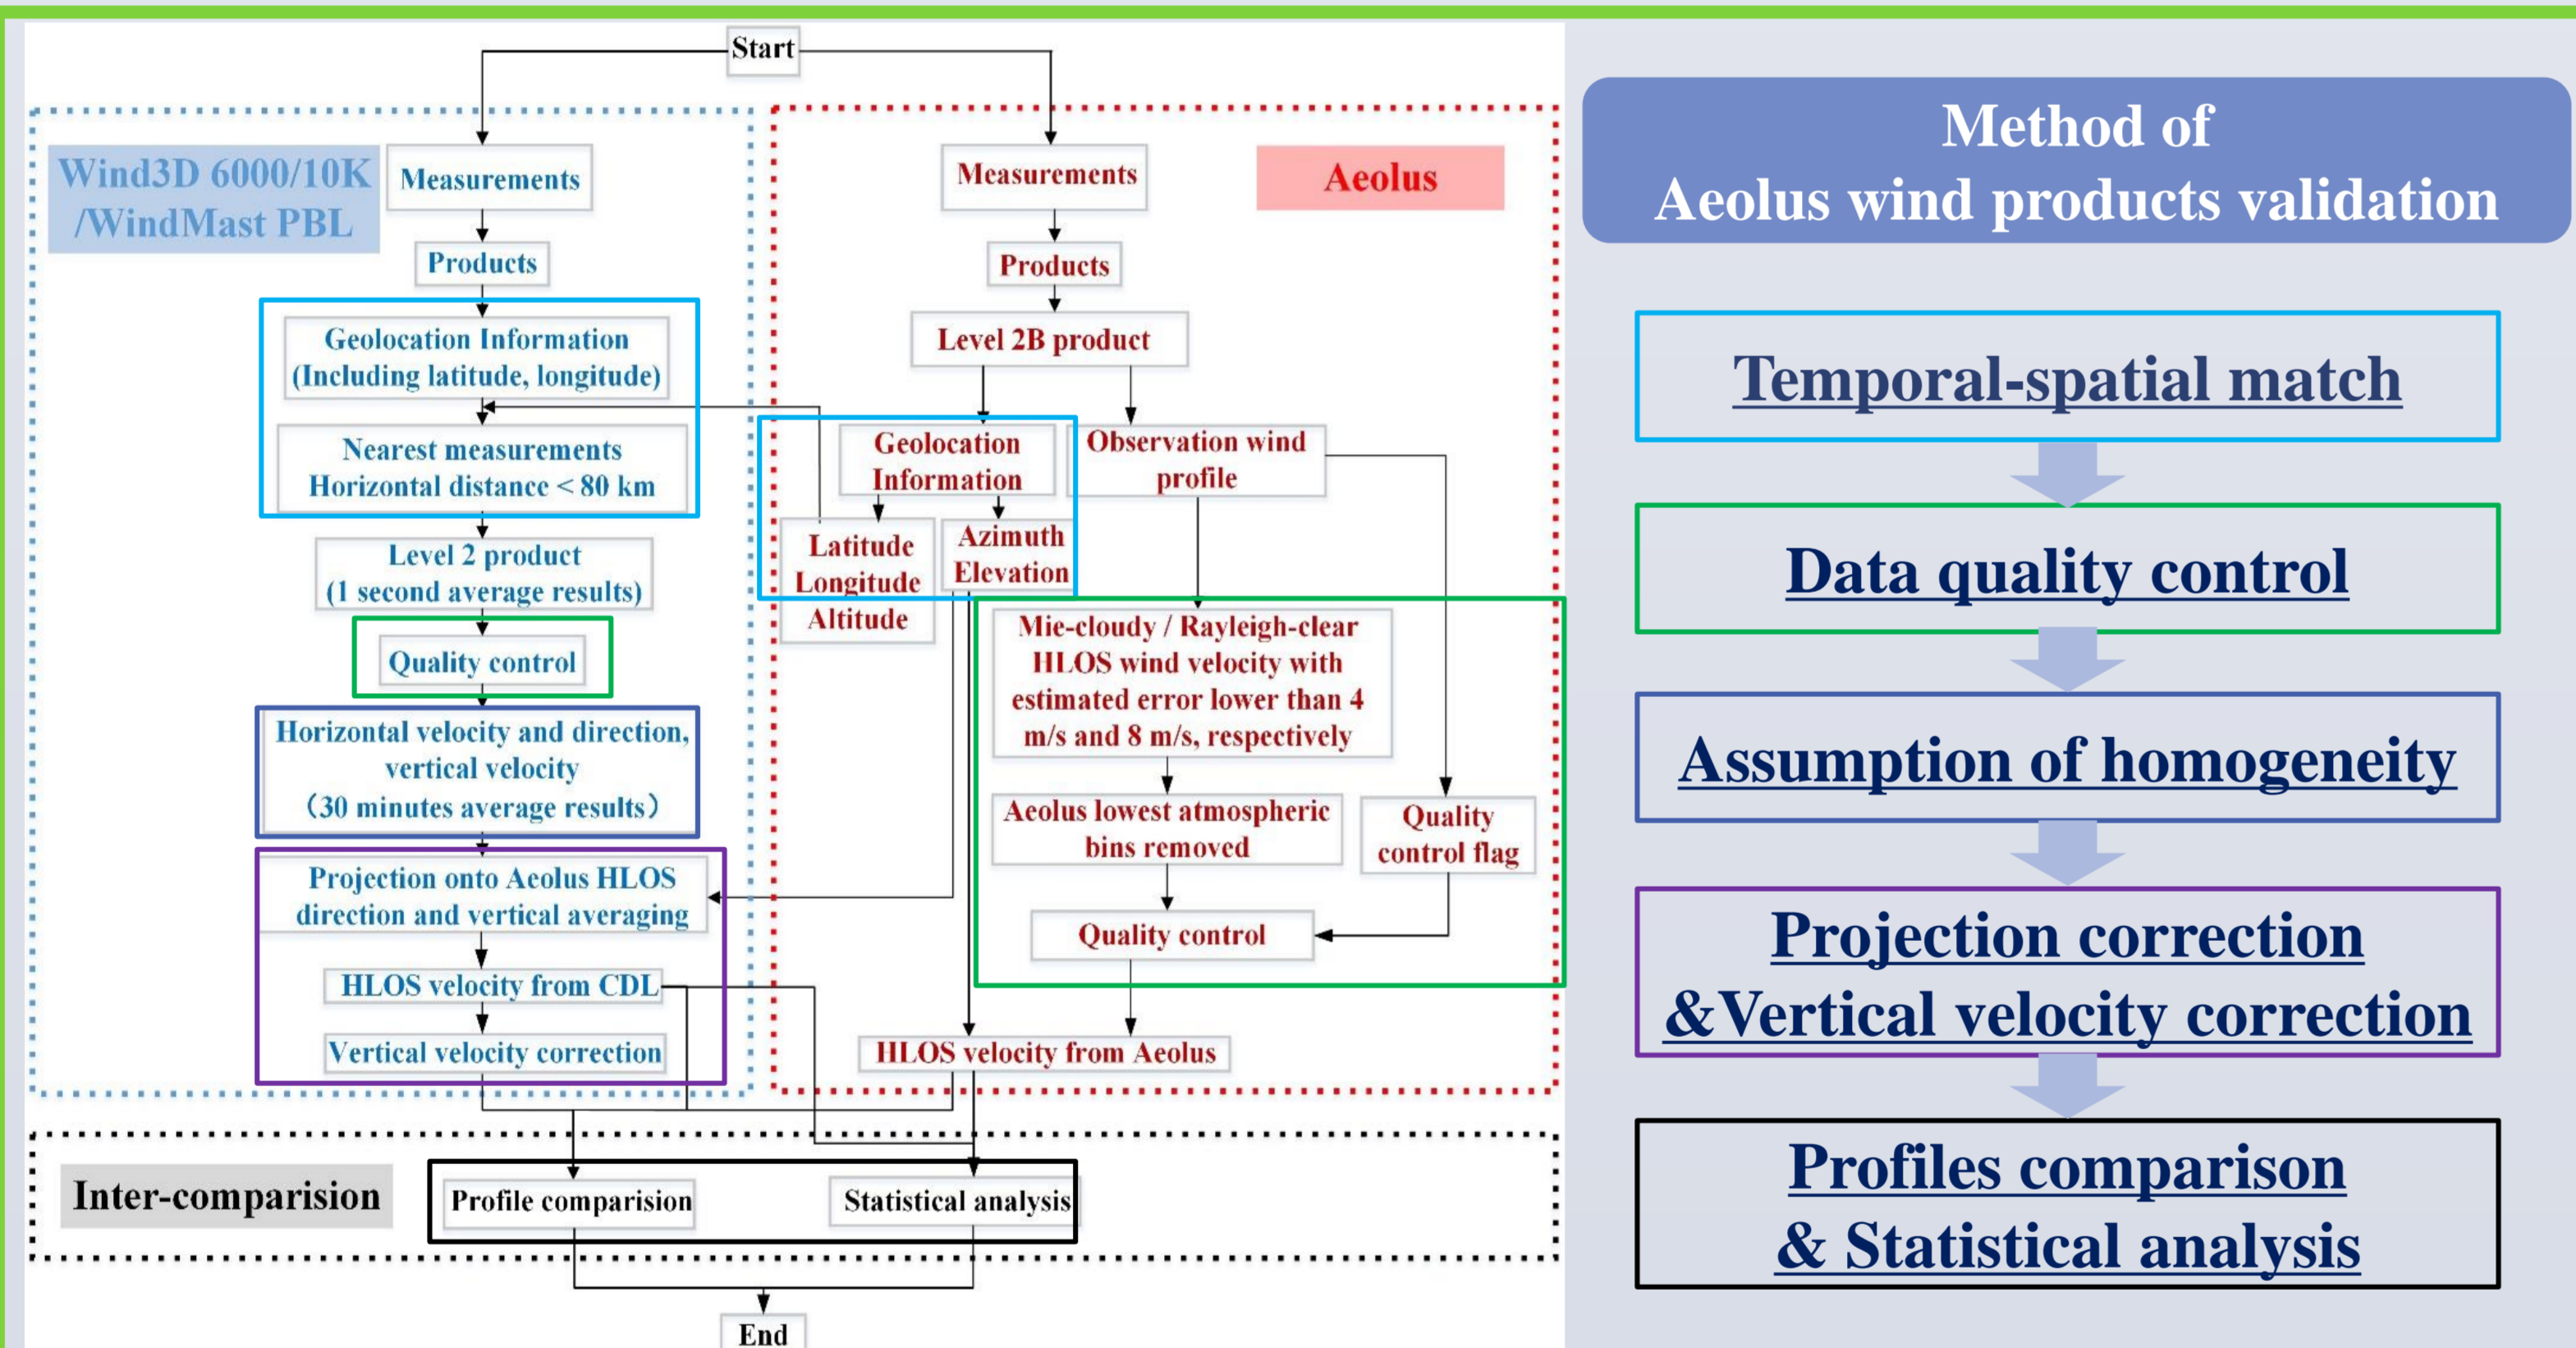 Start
Wind3D 6000/10K
/WindMast PBL
Measurements
Products
Geolocation Information
(Including latitude, longitude)
Nearest measurements
Horizontal distance < 80 km
Level 2 product
(1 second average results)
Quality control
Horizontal velocity and direction,
vertical velocity
（30 minutes average results）
Projection onto Aeolus HLOS
direction and vertical averaging
HLOS velocity from CDL
Vertical velocity correction
Aeolus
Measurements
Products
Level 2B product
Geolocation
Information
Observation wind
profile
Latitude
Longitude
Altitude
Azimuth
Elevation
Mie-cloudy / Rayleigh-clear
HLOS wind velocity with
estimated error lower than 4
m/s and 8 m/s, respectively
Aeolus lowest atmospheric
bins removed
Quality
control flag
Quality control
HLOS velocity from Aeolus
Inter-comparision
Profile comparision
Statistical analysis
End
Method of
Aeolus wind products validation
Temporal-spatial match
Data quality control
Assumption of homogeneity
Projection correction
&Vertical velocity correction
Profiles comparison
& Statistical analysis